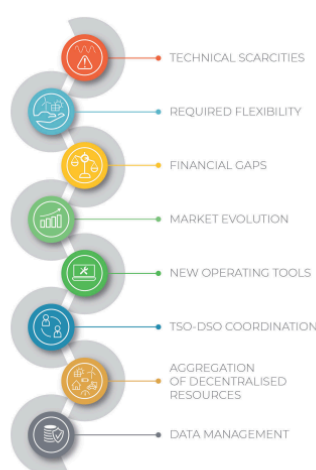 TECHNICAL SCARCITIES
REQUIRED FLEXIBILITY
FINANCIAL GAPS
MARKET EVOLUTION
NEW OPERATING TOOLS
TSO-DSO COORDINATION
AGGREGATION
OF DECENTRALISED
RESOURCES
DATA MANAGEMENT